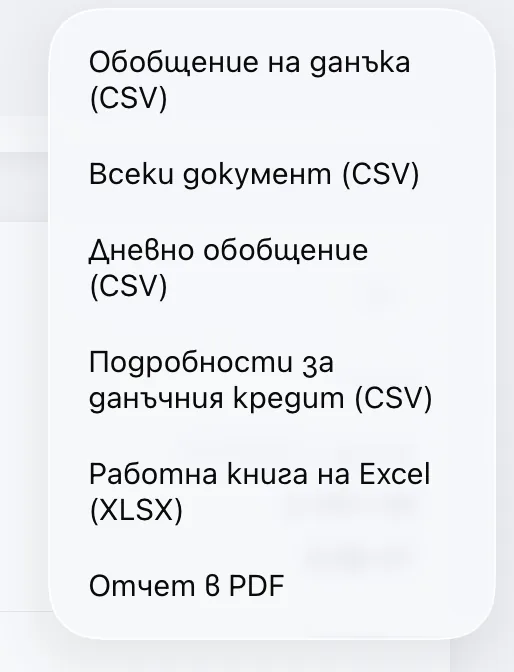 Обобщение на данъка
(CSV)
Всеки документ (CSV)
Дневно обобщение
(CSV)
Подробности за
данъчния кредит (CSV)
Работна книга на Excel
(XLSX)
Отчет в PDF